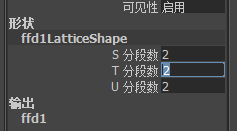 可见性 启用
形状
ffd1LatticeShape
S 分段数 2
T 分段数 2
U 分段数 2
输出
ffd1